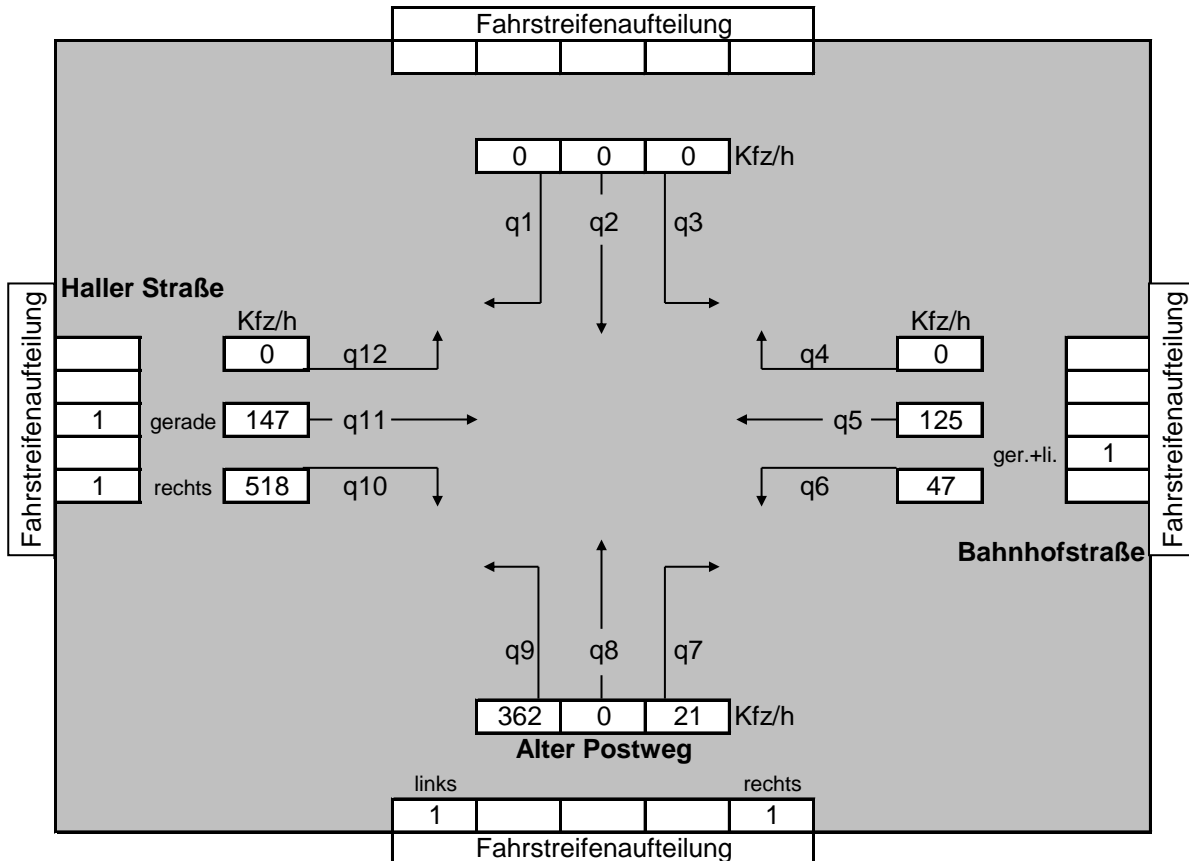 Fahrstreifenaufteilung
0 0 0 Kfz/h
q1 q2 q3
Haller Straße
Fahrstreifenaufteilung
Kfz/h
0 q12
1 gerade 147 q11
1 rechts 518 q10
Kfz/h
q4 0
q5 125
ger.+li. 1
q6 47
Fahrstreifenaufteilung
Bahnhofstraße
q9 q8 q7
362 0 21 Kfz/h
Alter Postweg
links rechts
1 1
Fahrstreifenaufteilung